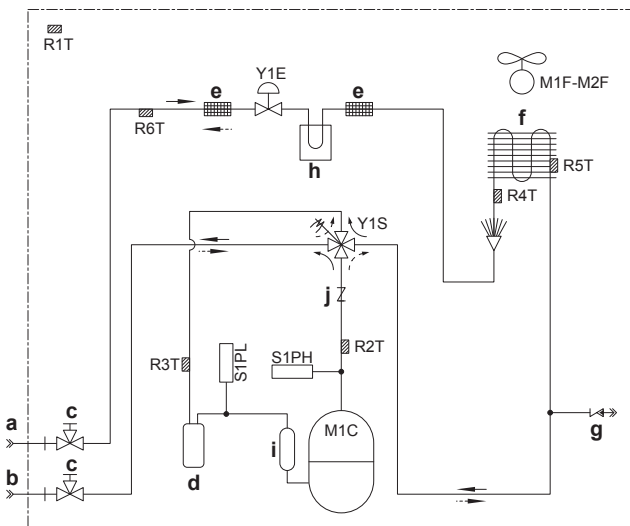 R1T
Y1E
M1F-M2F
e
e
f
R6T
h
R5T
R4T
Y1S
j
S1PL
S1PH
R2T
R3T
a
c
M1C
g
b
c
d
i